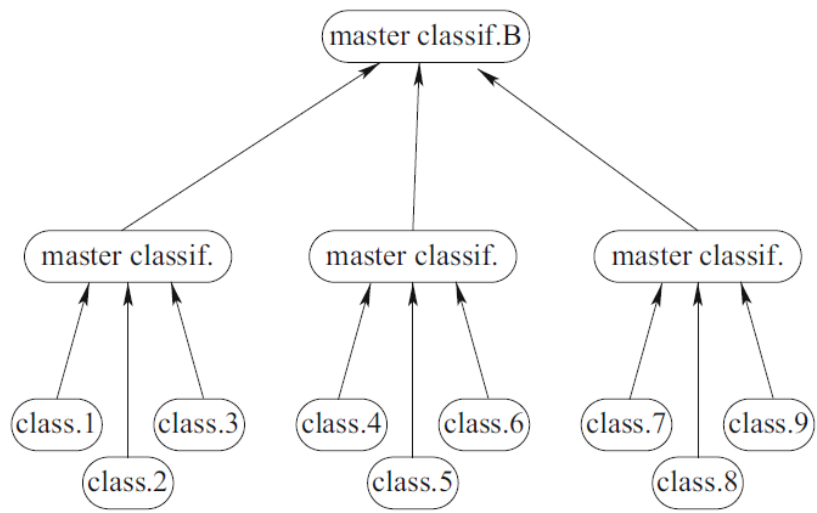 master classif.B
master classif.
master classif.
master classif.
class.1
class.3
class.4
class.6
class.7
class.9
class.2
class.5
class.8